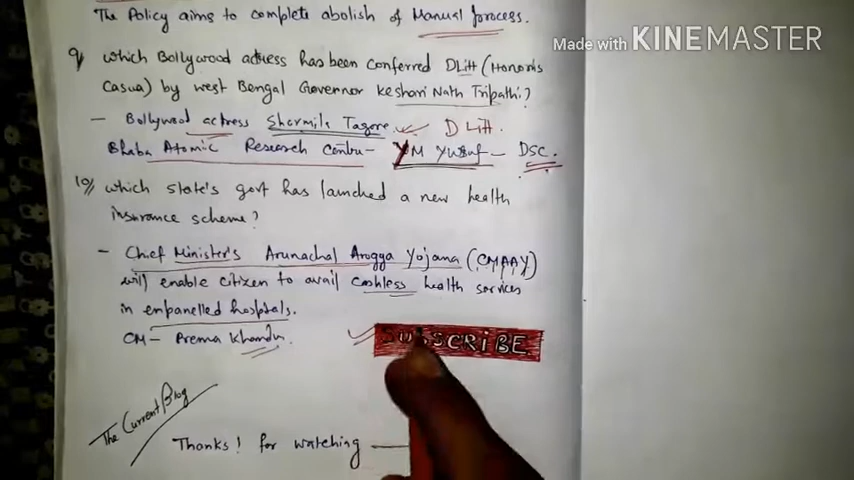 The Policy aims to complete abolish of Manual process.
Made with KINEMASTER
9) which Bollywood actress has been conferred DLitt (Honoris
Casua) by west Bengal Governor Keshari Nath Tripathi?
- Bollywood actress Sharmila Tagore. D Litt.
Bhaba Atomic Research Centre - YM Yusuf - DSC.
10) which state's govt has launched a new health
insurance scheme?
- Chief Minister's Arunachal Arogya Yojana (CMAAY)
will enable citizen to avail cashless health services
in empanelled hospitals.
CM - Prema Khandu.
SUBSCRIBE
The Current Blog
Thanks! for watching